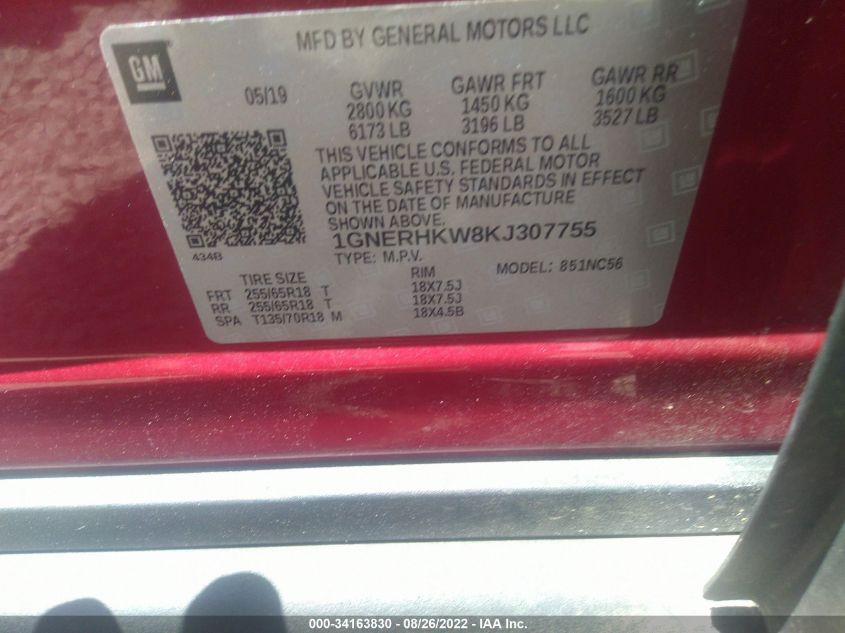 MFD BY GENERAL MOTORS LLC
GM
05/19
GVWR
2800 KG
6173 LB
GAWR FRT
1450 KG
3196 LB
GAWR RR
1600 KG
3527 LB
THIS VEHICLE CONFORMS TO ALL
APPLICABLE U.S. FEDERAL MOTOR
VEHICLE SAFETY STANDARDS IN EFFECT
ON THE DATE OF MANUFACTURE
SHOWN ABOVE.
434B
1GNERHKW8KJ307755
TYPE: M.P.V.
MODEL: 851NC56
TIRE SIZE RIM
FRT 255/65R18 T 18X7.5J
RR 255/65R18 T 18X7.5J
SPA T135/70R18 M 18X4.5B
000-34163830 - 08/26/2022 - IAA Inc.